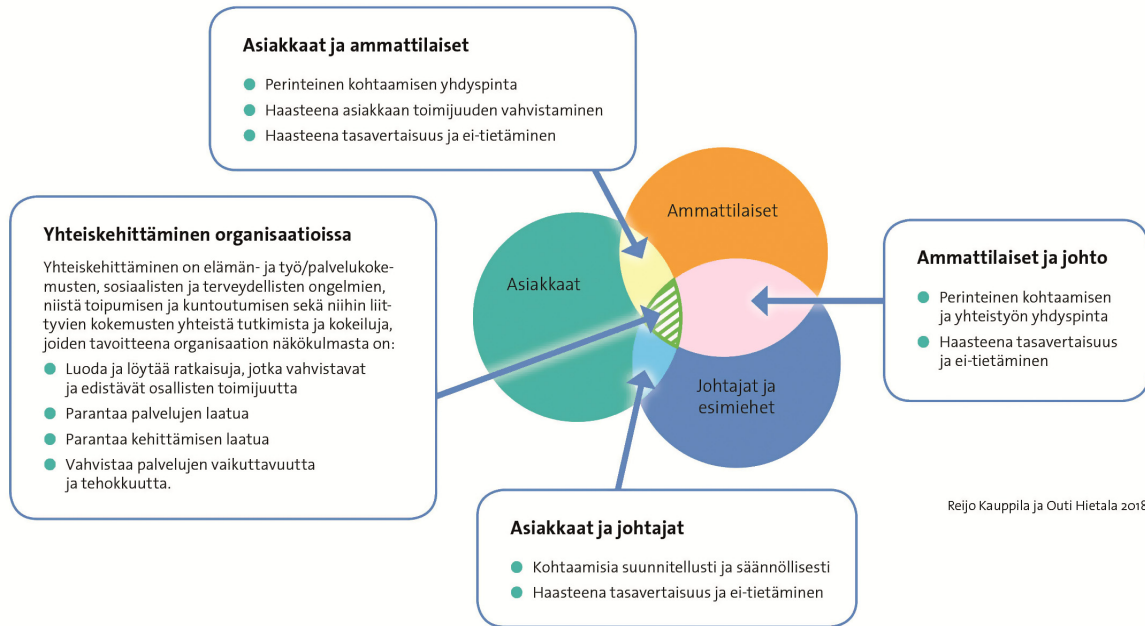 Asiakkaat ja ammattilaiset
Perinteinen kohtaamisen yhdyspinta
Haasteena asiakkaan toimijuuden vahvistaminen
Haasteena tasavertaisuus ja ei-tietäminen
Yhteiskehittäminen organisaatioissa
Yhteiskehittäminen on elämän- ja työ/palvelukoke-
musten, sosiaalisten ja terveydellisten ongelmien,
niistä toipumisen ja kuntoutumisen sekä niihin liit-
tyvien kokemusten yhteistä tutkimista ja kokeiluja,
joiden tavoitteena organisaation näkökulmasta on:
Luoda ja löytää ratkaisuja, jotka vahvistavat
ja edistävät osallisten toimijuutta
Parantaa palvelujen laatua
Parantaa kehittämisen laatua
Vahvistaa palvelujen vaikuttavuutta
ja tehokkuutta.
Asiakkaat
Ammattilaiset
Johtajat ja
esimiehet
Ammattilaiset ja johto
Perinteinen kohtaamisen
ja yhteistyön yhdyspinta
Haasteena tasavertaisuus
ja ei-tietäminen
Asiakkaat ja johtajat
Kohtaamisia suunnitellusti ja säännöllisesti
Haasteena tasavertaisuus ja ei-tietäminen
Reijo Kauppila ja Outi Hietala 2018